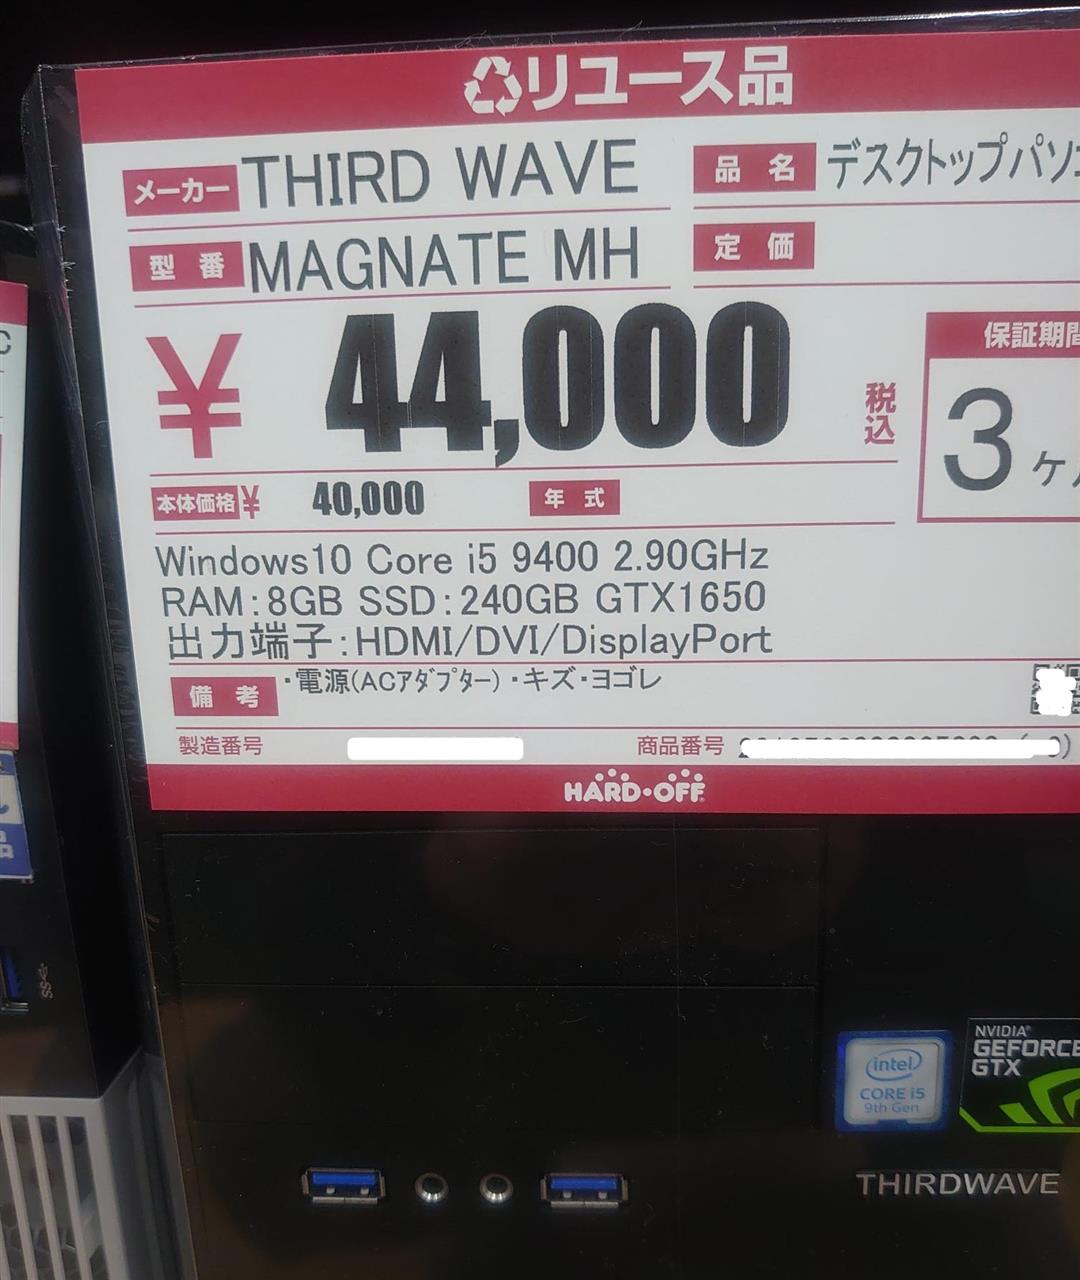 リユース品
メーカー THIRD WAVE 品名 デスクトップパソ
型番 MAGNATE MH 定価
¥ 44,000 税込
保証期間
3ヶ
本体価格¥ 40,000 年式
Windows10 Core i5 9400 2.90GHz
RAM:8GB SSD:240GB GTX1650
出力端子:HDMI/DVI/DisplayPort
備考 ・電源(ACアダプター)・キズ・ヨゴレ
製造番号 商品番号
HARD・OFF
C
品
intel
CORE i5
9th Gen
NVIDIA
GEFORCE
GTX
THIRDWAVE